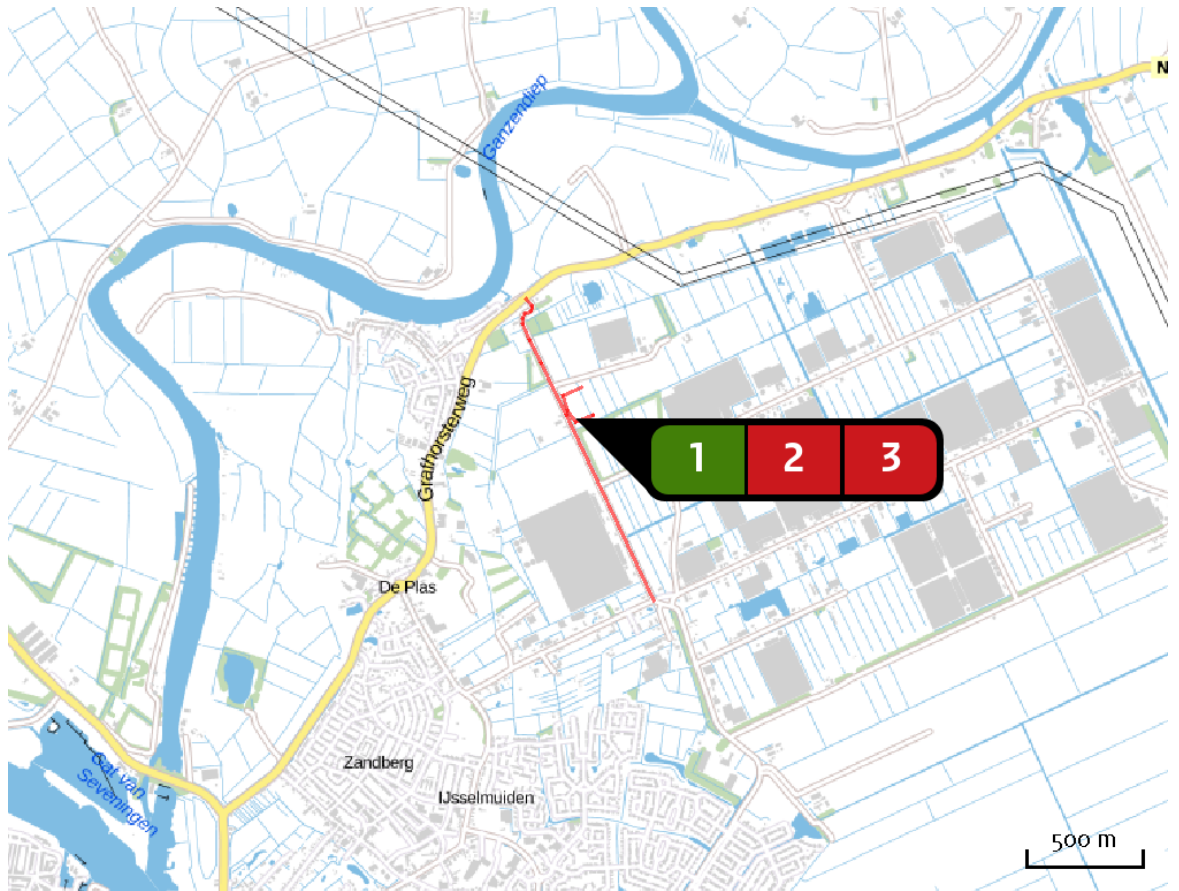 N
Ganzendiep
Grafhorsterweg
1 2 3
De Plas
Zandberg
IJsselmuiden
Gat van
Seveningen
500 m